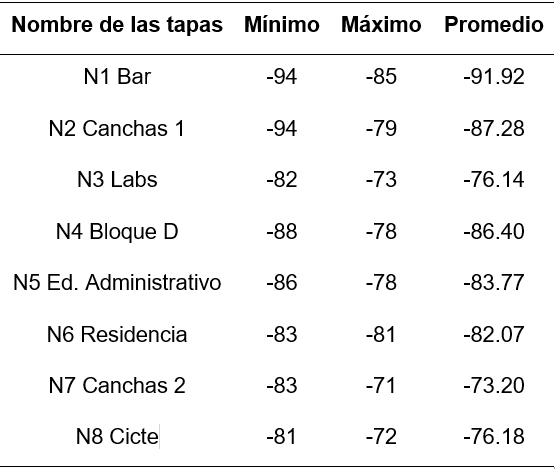 Nombre de las tapas Mínimo Máximo Promedio
N1 Bar -94 -85 -91.92
N2 Canchas 1 -94 -79 -87.28
N3 Labs -82 -73 -76.14
N4 Bloque D -88 -78 -86.40
N5 Ed. Administrativo -86 -78 -83.77
N6 Residencia -83 -81 -82.07
N7 Canchas 2 -83 -71 -73.20
N8 Cicte -81 -72 -76.18